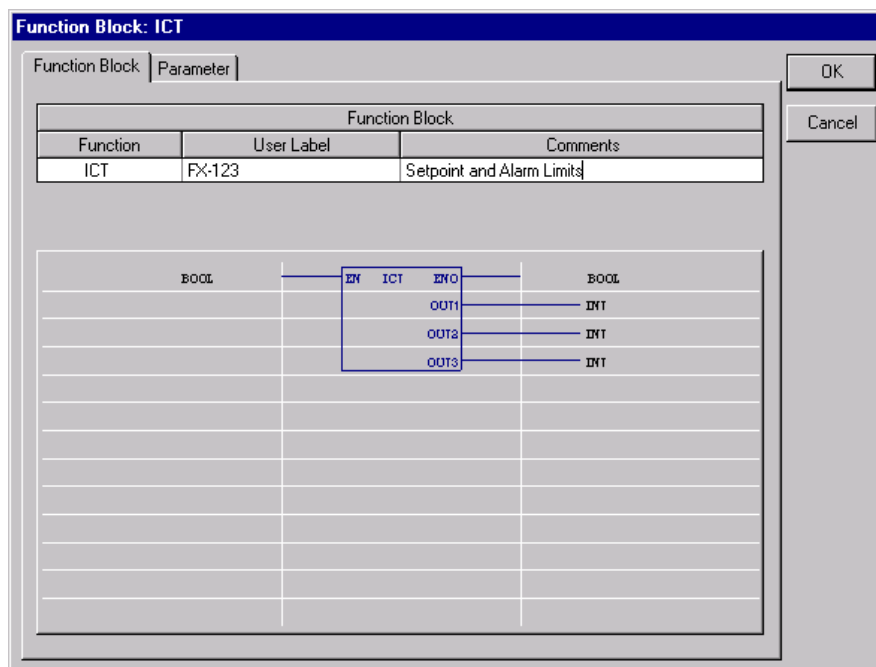 Function Block: ICT
Function Block Parameter
OK
Cancel
Function Block
Function User Label Comments
ICT FX-123 Setpoint and Alarm Limits
BOOL EN ICT ENO BOOL
OUT1 INT
OUT2 INT
OUT3 INT